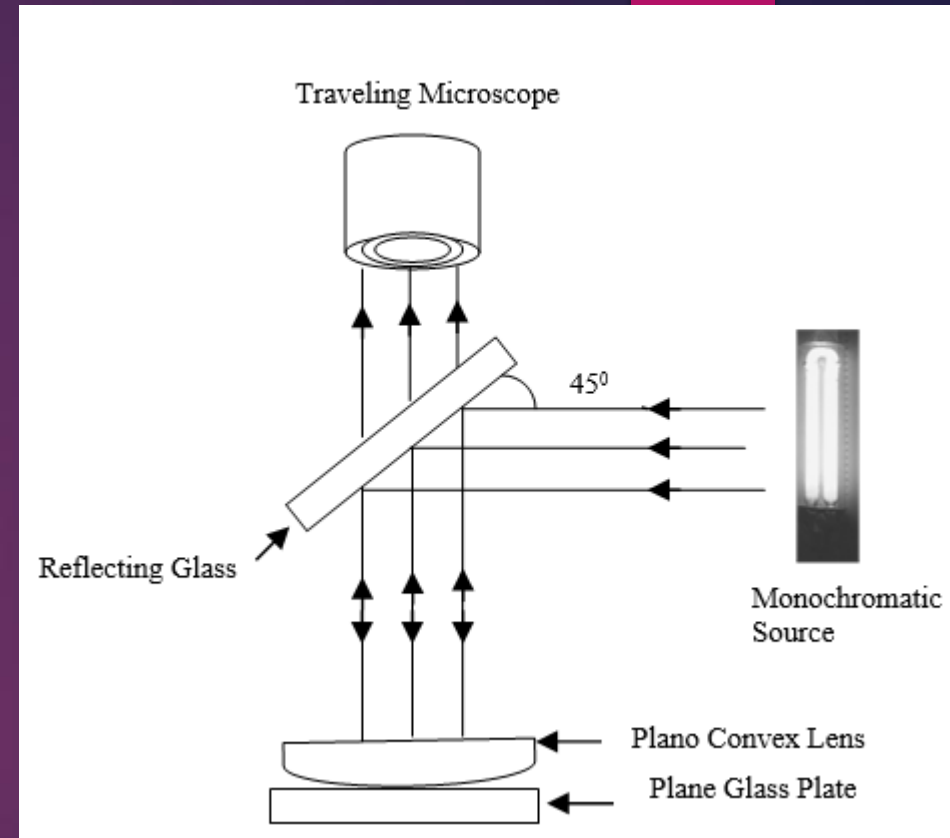 Traveling Microscope
45⁰
Reflecting Glass
Monochromatic
Source
Plano Convex Lens
Plane Glass Plate